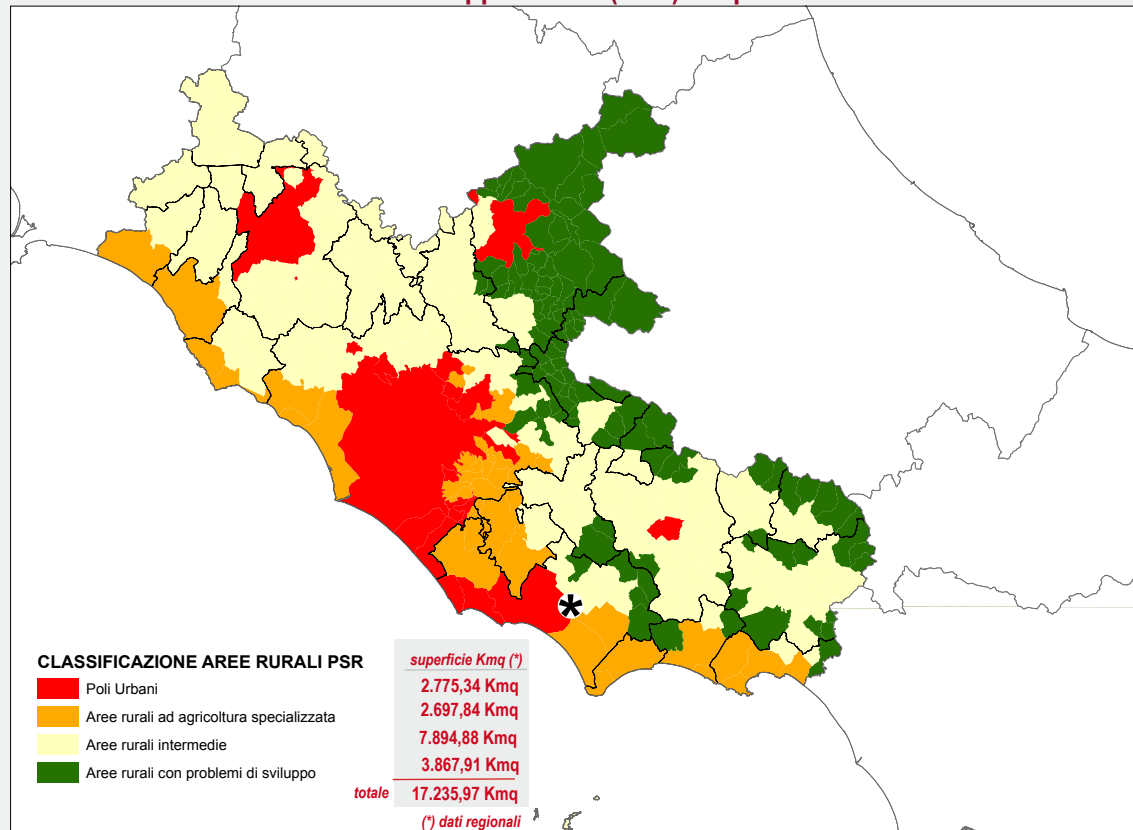 CLASSIFICAZIONE AREE RURALI PSR
Poli Urbani
Aree rurali ad agricoltura specializzata
Aree rurali intermedie
Aree rurali con problemi di sviluppo
superficie Kmq (*)
2.775,34 Kmq
2.697,84 Kmq
7.894,88 Kmq
3.867,91 Kmq
totale 17.235,97 Kmq
(*) dati regionali
*